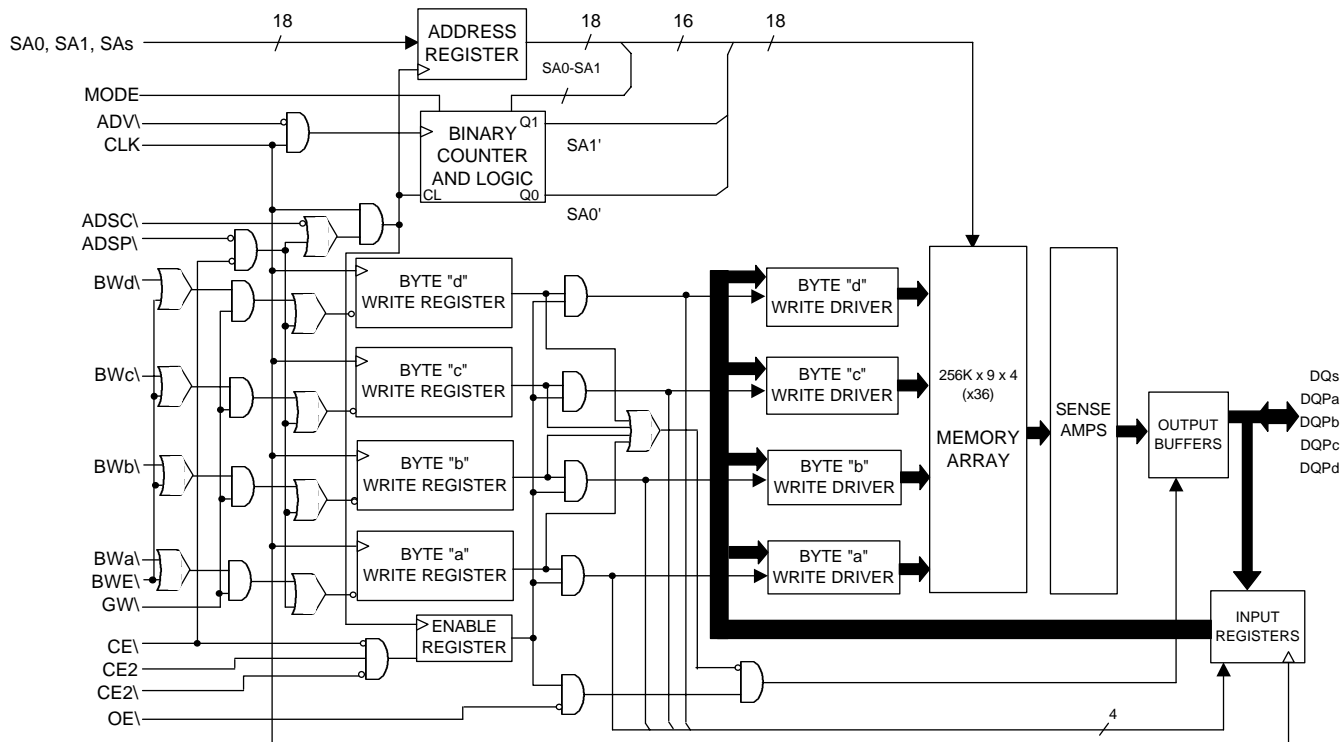 18
18
16
18
SA0, SA1, SAs
ADDRESS
REGISTER
SA0-SA1
MODE
ADV\
CLK
BINARY
COUNTER
AND LOGIC
Q1
CL
Q0
SA1'
SA0'
ADSC\
ADSP\
BWd\
BYTE "d"
WRITE REGISTER
BYTE "d"
WRITE DRIVER
BWc\
BYTE "c"
WRITE REGISTER
BYTE "c"
WRITE DRIVER
256K x 9 x 4
(x36)
MEMORY
ARRAY
SENSE
AMPS
OUTPUT
BUFFERS
DQs
DQPa
DQPb
DQPc
DQPd
BWb\
BYTE "b"
WRITE REGISTER
BYTE "b"
WRITE DRIVER
BWa\
BWE\
GW\
BYTE "a"
WRITE REGISTER
BYTE "a"
WRITE DRIVER
INPUT
REGISTERS
ENABLE
REGISTER
CE\
CE2
CE2\
OE\
4